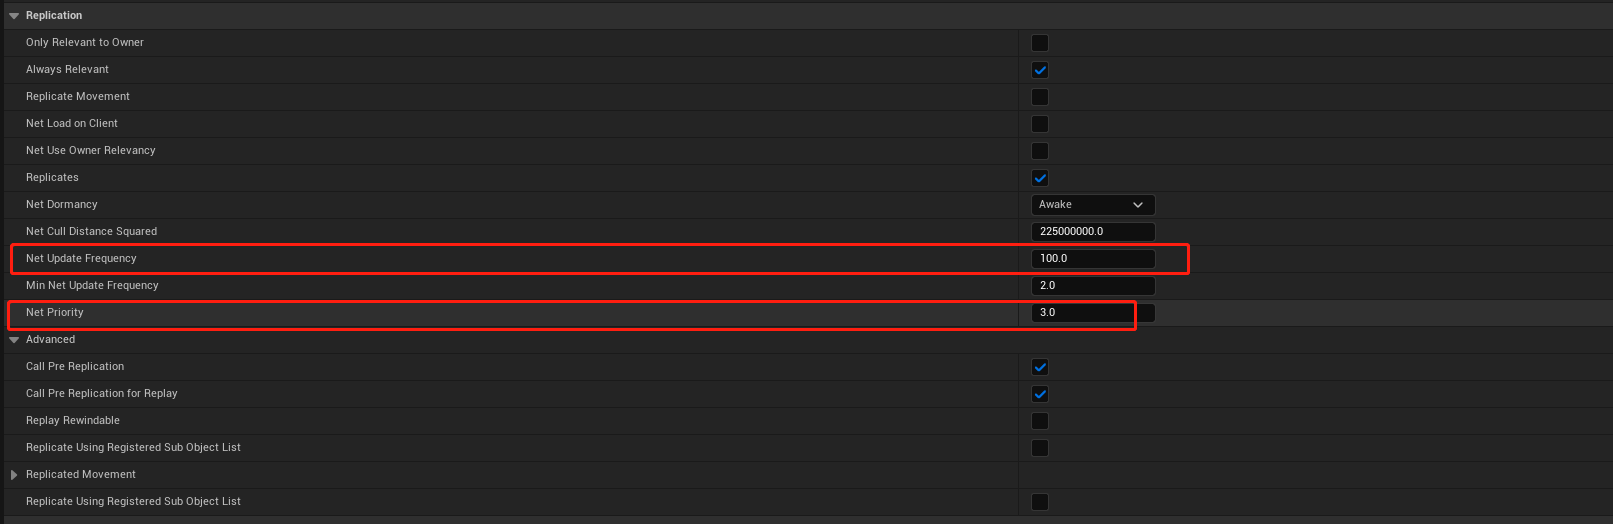 Replication
Only Relevant to Owner
Always Relevant
Replicate Movement
Net Load on Client
Net Use Owner Relevancy
Replicates
Net Dormancy Awake
Net Cull Distance Squared 225000000.0
Net Update Frequency 100.0
Min Net Update Frequency 2.0
Net Priority 3.0
Advanced
Call Pre Replication
Call Pre Replication for Replay
Replay Rewindable
Replicate Using Registered Sub Object List
Replicated Movement
Replicate Using Registered Sub Object List